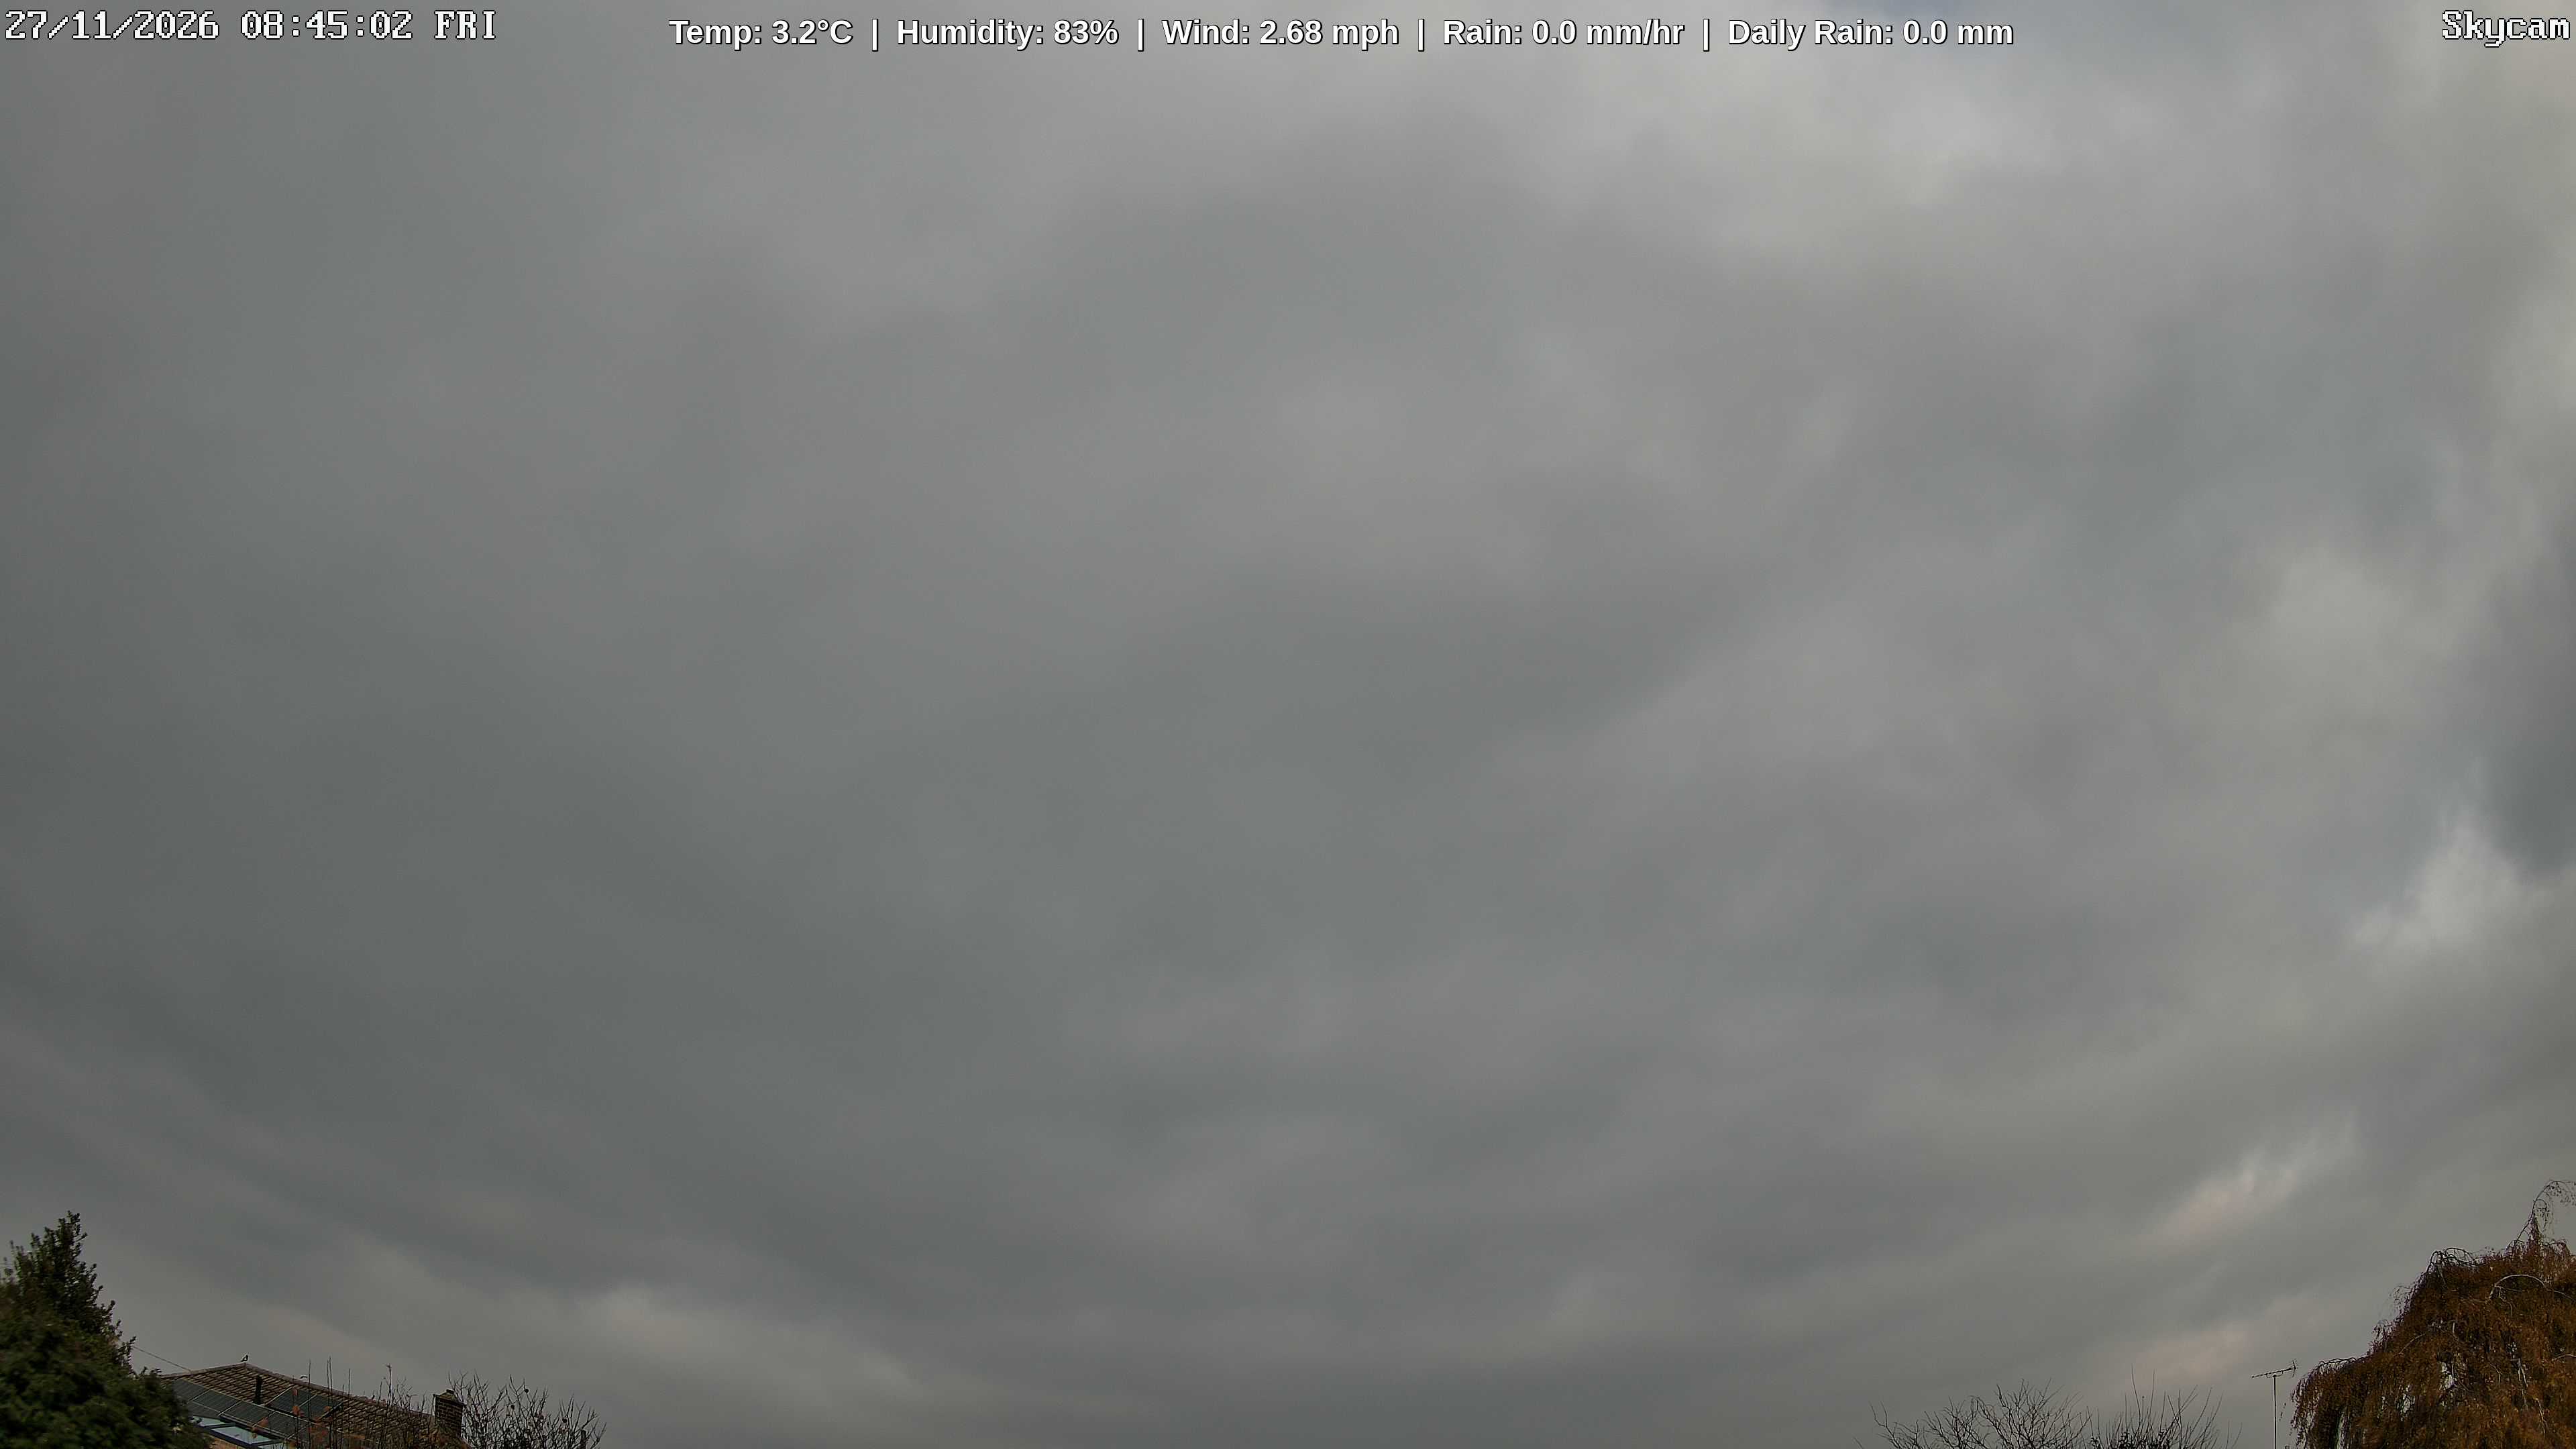 27/11/2026 08:45:02 FRI
Temp: 3.2°C | Humidity: 83% | Wind: 2.68 mph | Rain: 0.0 mm/hr | Daily Rain: 0.0 mm
Skycam